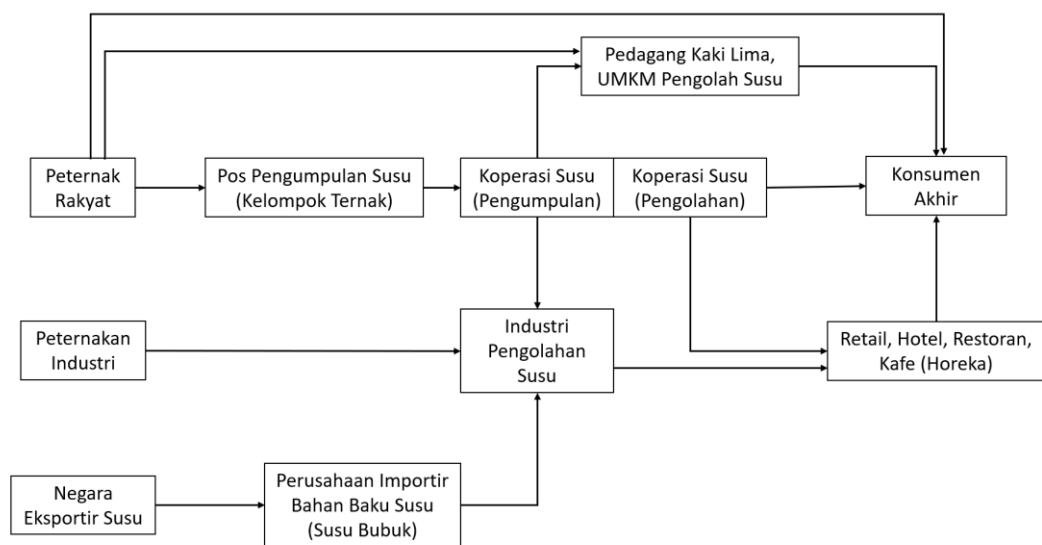 Pedagang Kaki Lima,
UMKM Pengolah Susu
Peternak
Rakyat
Pos Pengumpulan Susu
(Kelompok Ternak)
Koperasi Susu
(Pengumpulan)
Koperasi Susu
(Pengolahan)
Konsumen
Akhir
Peternakan
Industri
Industri
Pengolahan
Susu
Retail, Hotel, Restoran,
Kafe (Horeka)
Negara
Eksportir Susu
Perusahaan Importir
Bahan Baku Susu
(Susu Bubuk)